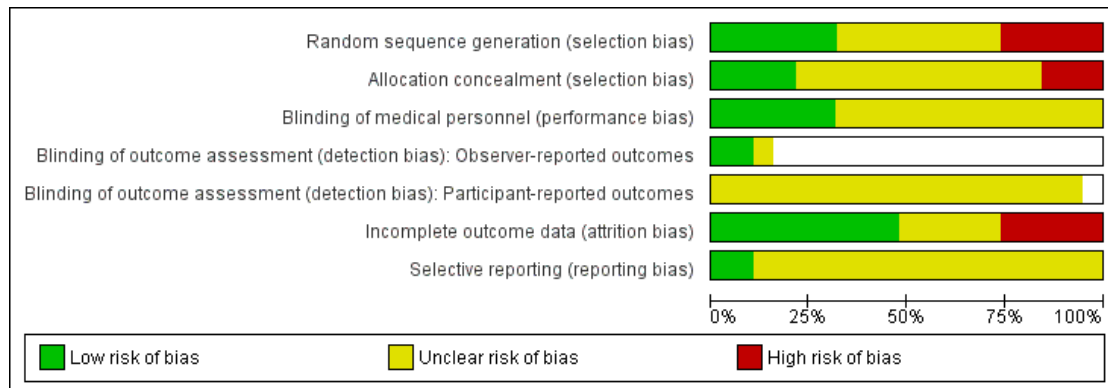 Random sequence generation (selection bias)
Allocation concealment (selection bias)
Blinding of medical personnel (performance bias)
Blinding of outcome assessment (detection bias): Observer-reported outcomes
Blinding of outcome assessment (detection bias): Participant-reported outcomes
Incomplete outcome data (attrition bias)
Selective reporting (reporting bias)
0% 25% 50% 75% 100%
Low risk of bias Unclear risk of bias High risk of bias